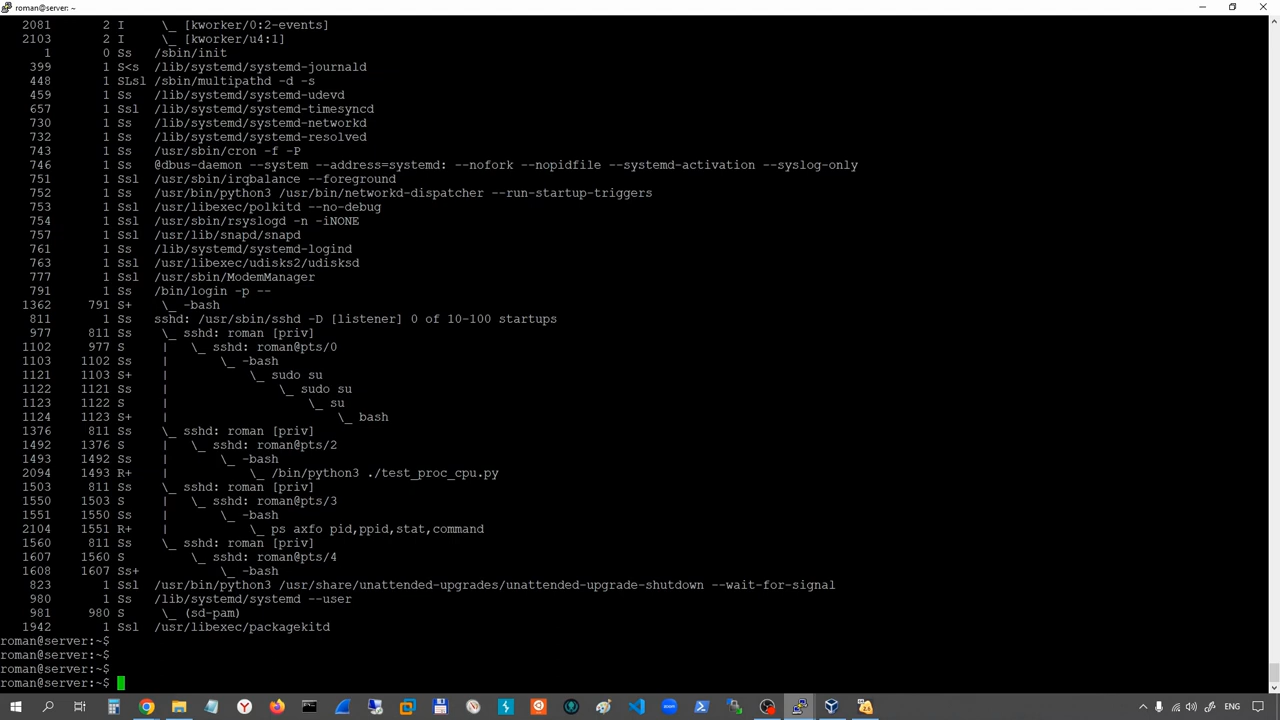 roman@server: ~
2081       2 I     \_ [kworker/0:2-events]
2103       2 I     \_ [kworker/u4:1]
1       0 Ss   /sbin/init
399       1 S<s  /lib/systemd/systemd-journald
448       1 SLsl /sbin/multipathd -d -s
459       1 Ss   /lib/systemd/systemd-udevd
657       1 Ssl  /lib/systemd/systemd-timesyncd
730       1 Ss   /lib/systemd/systemd-networkd
732       1 Ss   /lib/systemd/systemd-resolved
743       1 Ss   /usr/sbin/cron -f -P
746       1 Ss   @dbus-daemon --system --address=systemd: --nofork --nopidfile --systemd-activation --syslog-only
751       1 Ssl  /usr/sbin/irqbalance --foreground
752       1 Ss   /usr/bin/python3 /usr/bin/networkd-dispatcher --run-startup-triggers
753       1 Ssl  /usr/libexec/polkitd --no-debug
754       1 Ssl  /usr/sbin/rsyslogd -n -iNONE
757       1 Ssl  /usr/lib/snapd/snapd
761       1 Ss   /lib/systemd/systemd-logind
763       1 Ssl  /usr/libexec/udisks2/udisksd
777       1 Ssl  /usr/sbin/ModemManager
791       1 Ss   /bin/login -p --
1362     791 S+    \_ -bash
811       1 Ss   sshd: /usr/sbin/sshd -D [listener] 0 of 10-100 startups
977     811 Ss    \_ sshd: roman [priv]
1102     977 S     |   \_ sshd: roman@pts/0
1103    1102 Ss    |       \_ -bash
1121    1103 S+    |           \_ sudo su
1122    1121 Ss    |               \_ sudo su
1123    1122 S     |                   \_ su
1124    1123 S+    |                       \_ bash
1376     811 Ss    \_ sshd: roman [priv]
1492    1376 S     |   \_ sshd: roman@pts/2
1493    1492 Ss    |       \_ -bash
2094    1493 R+    |           \_ /bin/python3 ./test_proc_cpu.py
1503     811 Ss    \_ sshd: roman [priv]
1550    1503 S     |   \_ sshd: roman@pts/3
1551    1550 Ss    |       \_ -bash
2104    1551 R+    |           \_ ps axfo pid,ppid,stat,command
1560     811 Ss    \_ sshd: roman [priv]
1607    1560 S         \_ sshd: roman@pts/4
1608    1607 Ss+           \_ -bash
823       1 Ssl  /usr/bin/python3 /usr/share/unattended-upgrades/unattended-upgrade-shutdown --wait-for-signal
980       1 Ss   /lib/systemd/systemd --user
981     980 S     \_ (sd-pam)
1942       1 Ssl  /usr/libexec/packagekitd
roman@server:~$
roman@server:~$
roman@server:~$
roman@server:~$
ENG